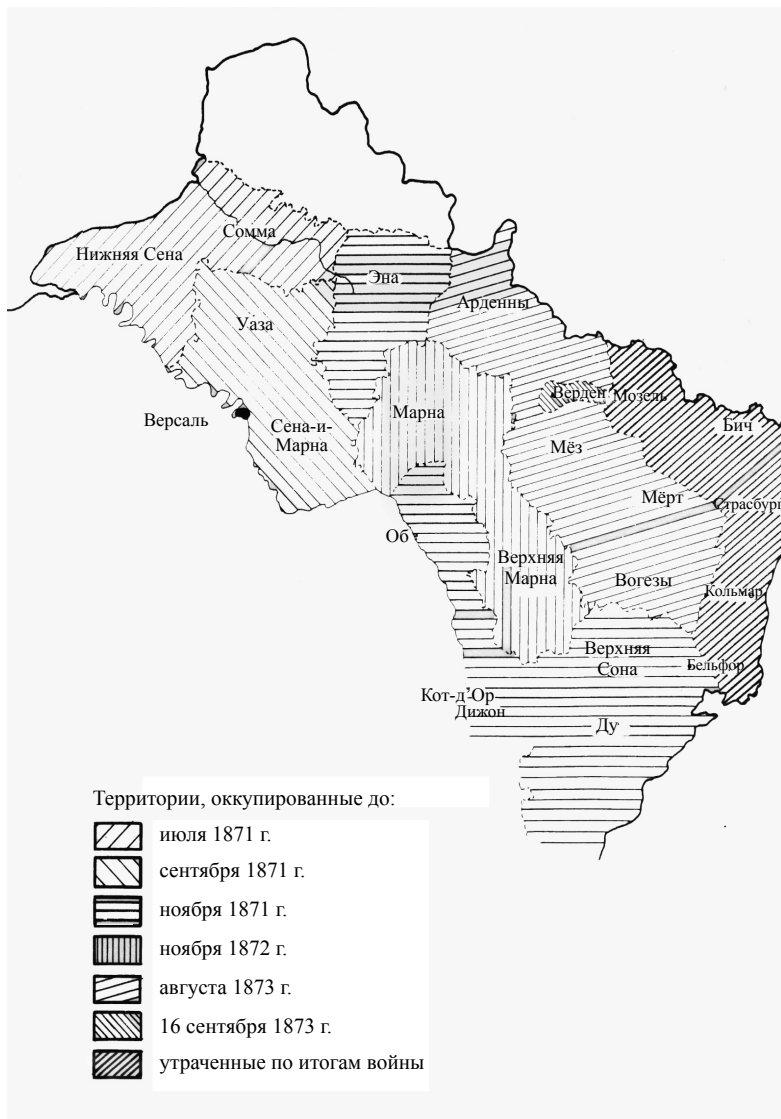 Сомма
Нижняя Сена
Эна
Арденны
Уаза
Верден
Мозель
Версаль
Марна
Сена-и-
Марна
Бич
Мёз
Мёрт
Страсбург
Об
Верхняя
Марна
Вогезы
Кольмар
Верхняя
Сона
Бельфор
Кот-д'Ор
Дижон
Ду
Территории, оккупированные до:
июля 1871 г.
сентября 1871 г.
ноября 1871 г.
ноября 1872 г.
августа 1873 г.
16 сентября 1873 г.
утраченные по итогам войны